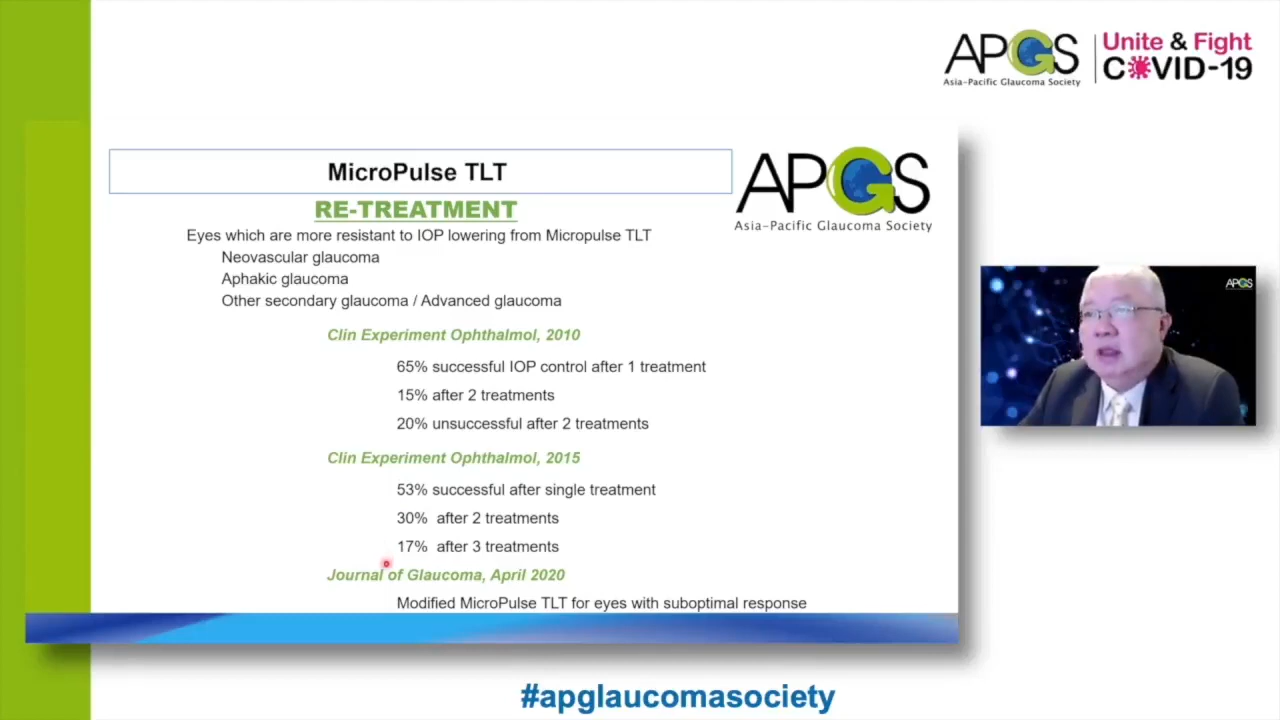 APGS
Asia-Pacific Glaucoma Society
Unite & Fight
COVID-19
MicroPulse TLT
APGS
Asia-Pacific Glaucoma Society
RE-TREATMENT
Eyes which are more resistant to IOP lowering from Micropulse TLT
Neovascular glaucoma
Aphakic glaucoma
Other secondary glaucoma / Advanced glaucoma
Clin Experiment Ophthalmol, 2010
65% successful IOP control after 1 treatment
15% after 2 treatments
20% unsuccessful after 2 treatments
Clin Experiment Ophthalmol, 2015
53% successful after single treatment
30% after 2 treatments
17% after 3 treatments
Journal of Glaucoma, April 2020
Modified MicroPulse TLT for eyes with suboptimal response
APGS
#apglaucomasociety